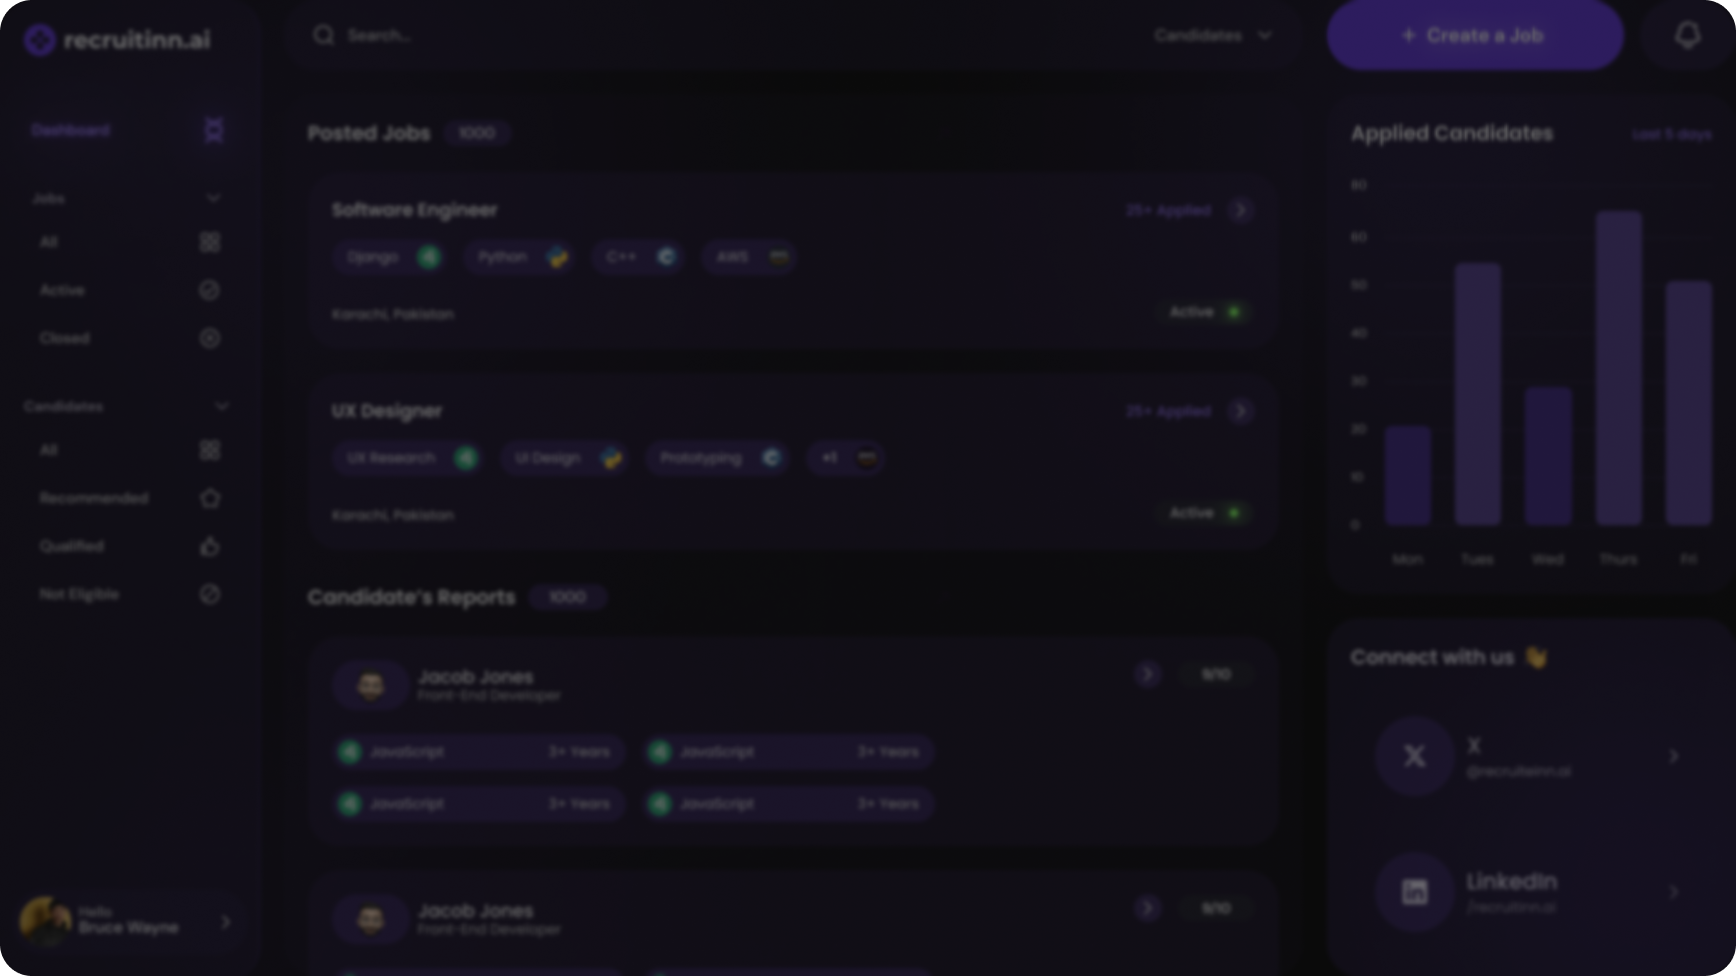 recruitinn.ai
Dashboard
Jobs
All
Active
Closed
Candidates
All
Recommended
Qualified
Not Eligible
Hello
Bruce Wayne
Search...
Candidates
+ Create a Job
Posted Jobs 1000
Software Engineer 25+ Applied
Django Python C++ AWS
Karachi, Pakistan Active
UX Designer 25+ Applied
UX Research UI Design Prototyping +1
Karachi, Pakistan Active
Candidate's Reports 1000
Jacob Jones 9/10
Front-End Developer
JavaScript 3+ Years JavaScript 3+ Years
JavaScript 3+ Years JavaScript 3+ Years
Jacob Jones 9/10
Front-End Developer
Applied Candidates Last 5 days
80
60
50
40
30
20
10
0
Mon Tues Wed Thurs Fri
Connect with us 👋
X
@recruiteinn.ai
LinkedIn
/recruitinn.ai